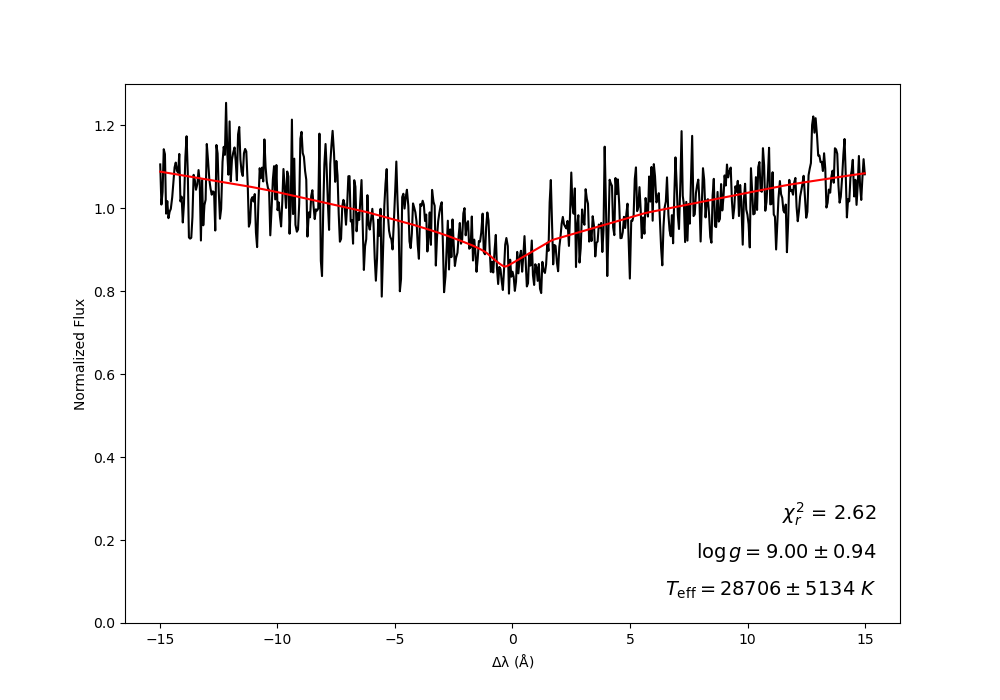 1.2
1.0
0.8
0.6
0.4
0.2
0.0
Normalized Flux
χ²ᵣ = 2.62
log g = 9.00 ± 0.94
T_eff = 28706 ± 5134 K
−15 −10 −5 0 5 10 15
Δλ (Å)